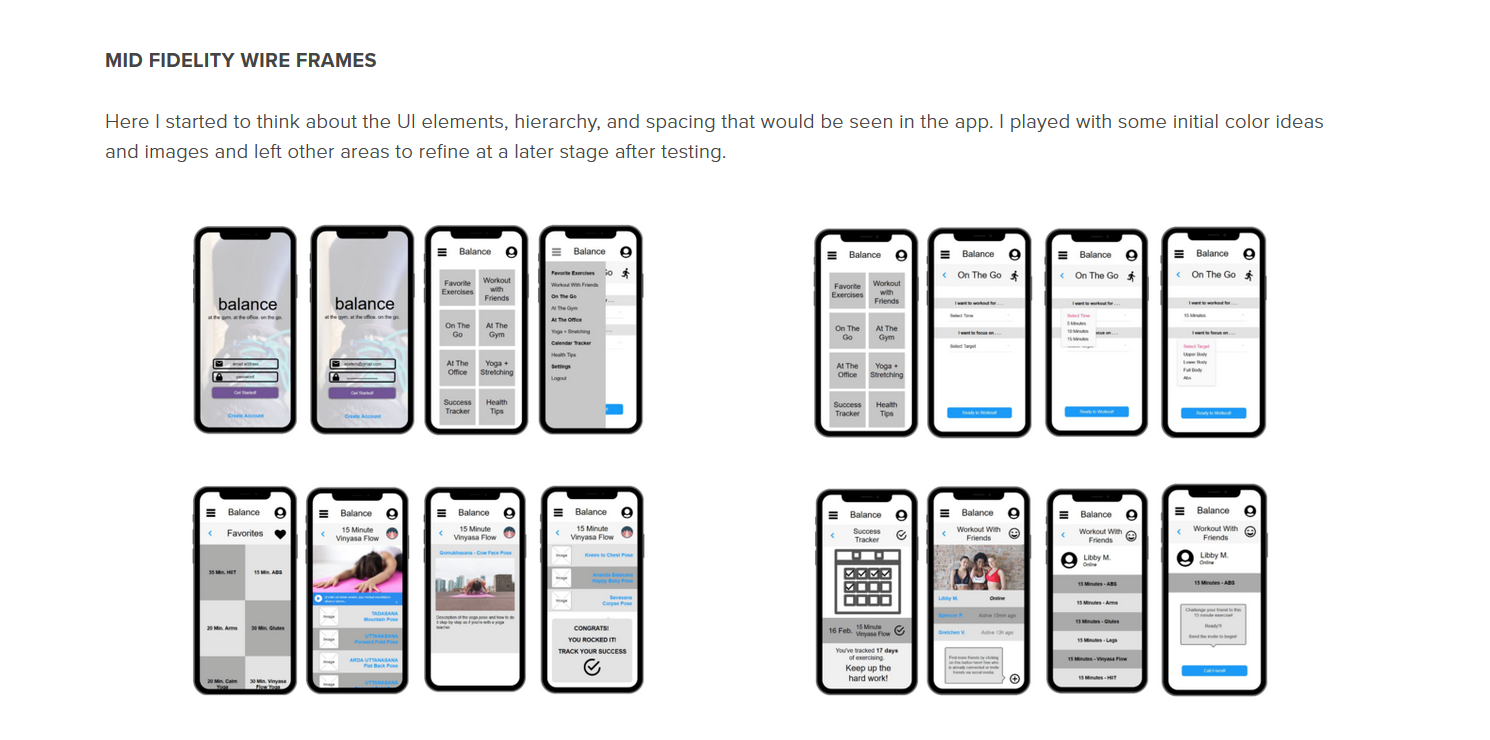 MID FIDELITY WIRE FRAMES
Here I started to think about the UI elements, hierarchy, and spacing that would be seen in the app. I played with some initial color ideas
and images and left other areas to refine at a later stage after testing.
balance
at the gym. at the office. on the go.
email address
password
Get Started!
Create Account
balance
at the gym. at the office. on the go.
Get Started!
Create Account
Balance
Favorite
Exercises
Workout
with
Friends
On The
Go
At The
Gym
At The
Office
Yoga +
Stretching
Success
Tracker
Health
Tips
Balance
Favorite Exercises
Workout With Friends
On The Go
At The Gym
At The Office
Yoga + Stretching
Calendar Tracker
Health Tips
Settings
Logout
Balance
Favorite
Exercises
Workout
with
Friends
On The
Go
At The
Gym
At The
Office
Yoga +
Stretching
Success
Tracker
Health
Tips
Balance
On The Go
I want to workout for . . .
Select Time
I want to focus on . . .
Select Target
Ready to Workout!
Balance
On The Go
I want to workout for . . .
Select Time
5 Minutes
10 Minutes
15 Minutes
Ready to Workout!
Balance
On The Go
I want to workout for . . .
15 Minutes
I want to focus on . . .
Select Target
Upper Body
Lower Body
Full Body
Abs
Ready to Workout!
Balance
Favorites
35 Min. HIIT
15 Min. ABS
20 Min. Arms
30 Min. Glutes
20 Min. Calm
Yoga
30 Min. Vinyasa
Flow Yoga
Balance
15 Minute
Vinyasa Flow
TADASANA
Mountain Pose
Image
UTTANASANA
Forward Fold Pose
Image
ARDA UTTANASANA
Flat Back Pose
Image
UTTANASANA
Image
Balance
15 Minute
Vinyasa Flow
Gomukhasana - Cow Face Pose
Description of the yoga pose and how to do
it step by step as if you're with a yoga
teacher.
Balance
15 Minute
Vinyasa Flow
Image
Knees to Chest Pose
Image
Ananda Balasana
Happy Baby Pose
Image
Savasana
Corpse Pose
CONGRATS!
YOU ROCKED IT!
TRACK YOUR SUCCESS
Balance
Success
Tracker
16 Feb.
15 Minute
Vinyasa Flow
You've tracked 17 days
of exercising.
Keep up the
hard work!
Balance
Workout With
Friends
Libby M.
Online
Spencer P.
Active 15min ago
Gretchen V.
Active 13h ago
Balance
Workout With
Friends
Libby M.
Online
15 Minutes - ABS
15 Minutes - Arms
15 Minutes - Glutes
15 Minutes - Legs
15 Minutes - Vinyasa Flow
15 Minutes - HIIT
Balance
Workout With
Friends
Libby M.
Online
15 Minutes - ABS
Challenge your friend to this
15 minute exercise!
Ready?!
Send the invite to begin!
Call Friend!